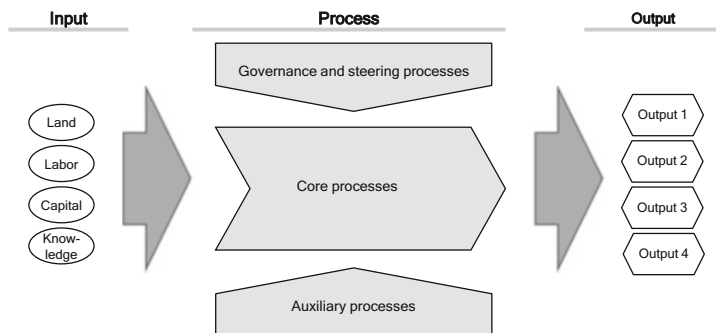 Input
Process
Output
Governance and steering processes
Land
Labor
Capital
Know-
ledge
Core processes
Output 1
Output 2
Output 3
Output 4
Auxiliary processes